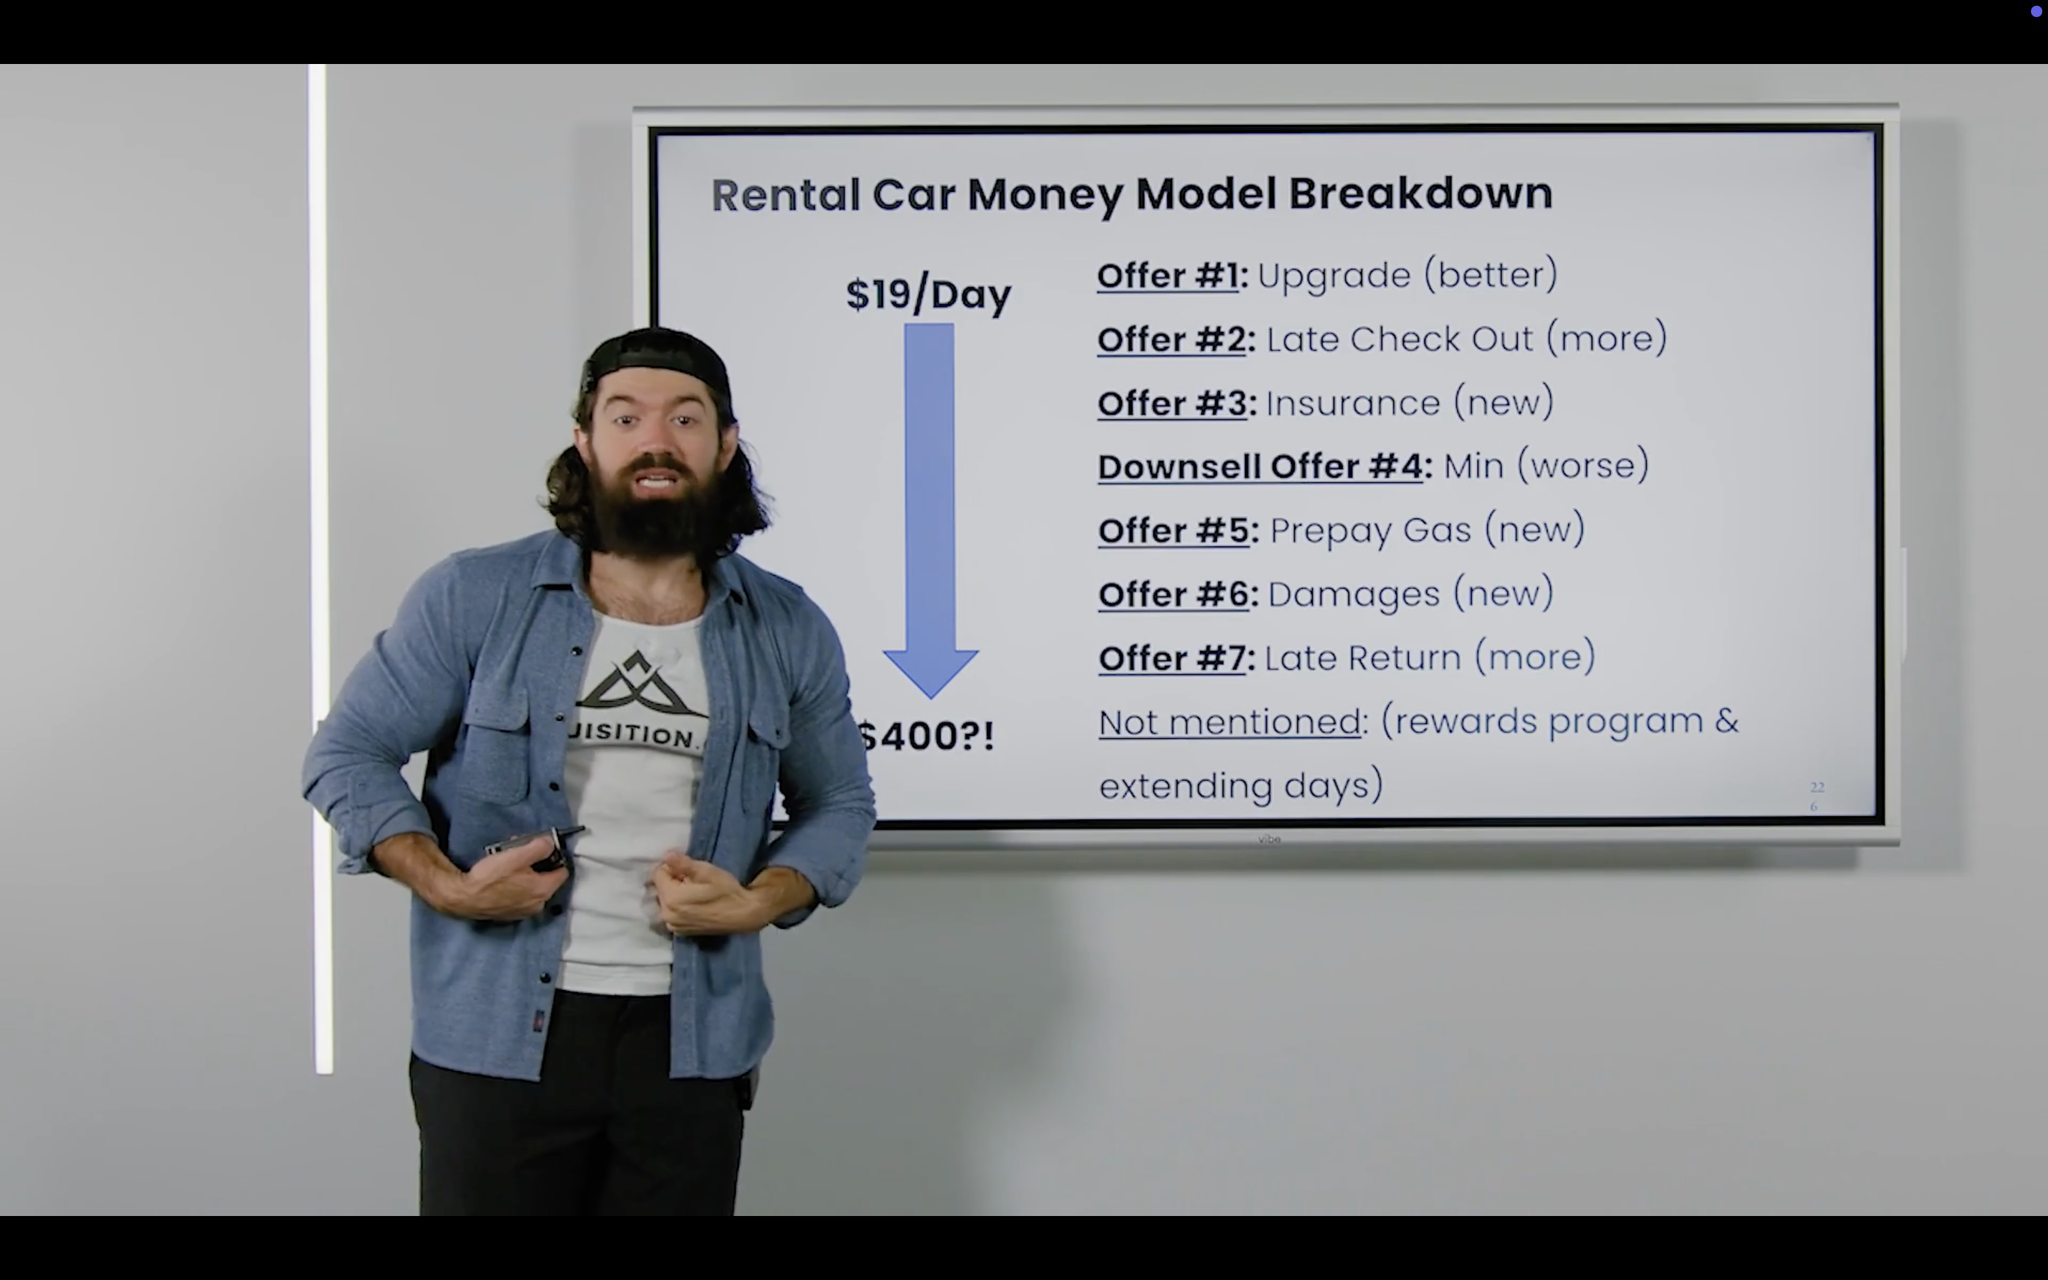 Rental Car Money Model Breakdown
$19/Day
$400?!
Offer #1: Upgrade (better)
Offer #2: Late Check Out (more)
Offer #3: Insurance (new)
Downsell Offer #4: Min (worse)
Offer #5: Prepay Gas (new)
Offer #6: Damages (new)
Offer #7: Late Return (more)
Not mentioned: (rewards program &
extending days)
22
6
vibe
UISITION.